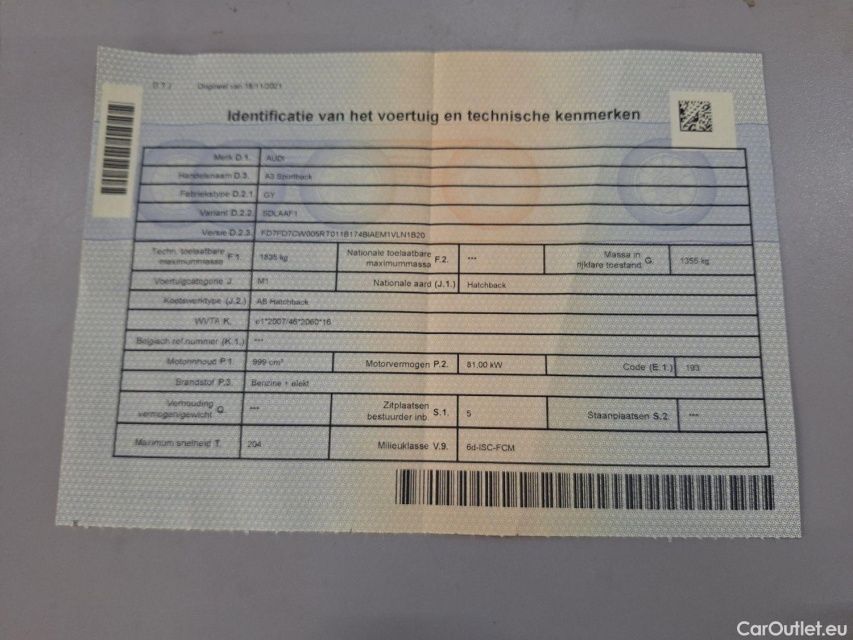 D.T.J Origineel van 18/11/2021
Identificatie van het voertuig en technische kenmerken
Merk D.1. AUDI
Handelsnaam D.3. A3 Sportback
Fabriekstype D.2.1. GY
Variant D.2.2. SDLAAF1
Versie D.2.3. FD7FD7CW005RT011B174BIAEM1VLN1B20
Techn. toelaatbare maximummassa F.1. 1835 kg Nationale toelaatbare maximummassa F.2. *** Massa in rijklare toestand G. 1355 kg
Voertuigcategorie J. M1 Nationale aard (J.1.) Hatchback
Koetswerktype (J.2.) AB Hatchback
WVTA K. e1*2007/46*2060*16
Belgisch ref.nummer (K.1.) ***
Motorinhoud P.1. 999 cm³ Motorvermogen P.2. 81,00 kW Code (E.1.) 193
Brandstof P.3. Benzine + elekt
Verhouding vermogen/gewicht Q. *** Zitplaatsen bestuurder inb. S.1. 5 Staanplaatsen S.2. ***
Maximum snelheid T. 204 Milieuklasse V.9. 6d-ISC-FCM
CarOutlet.eu